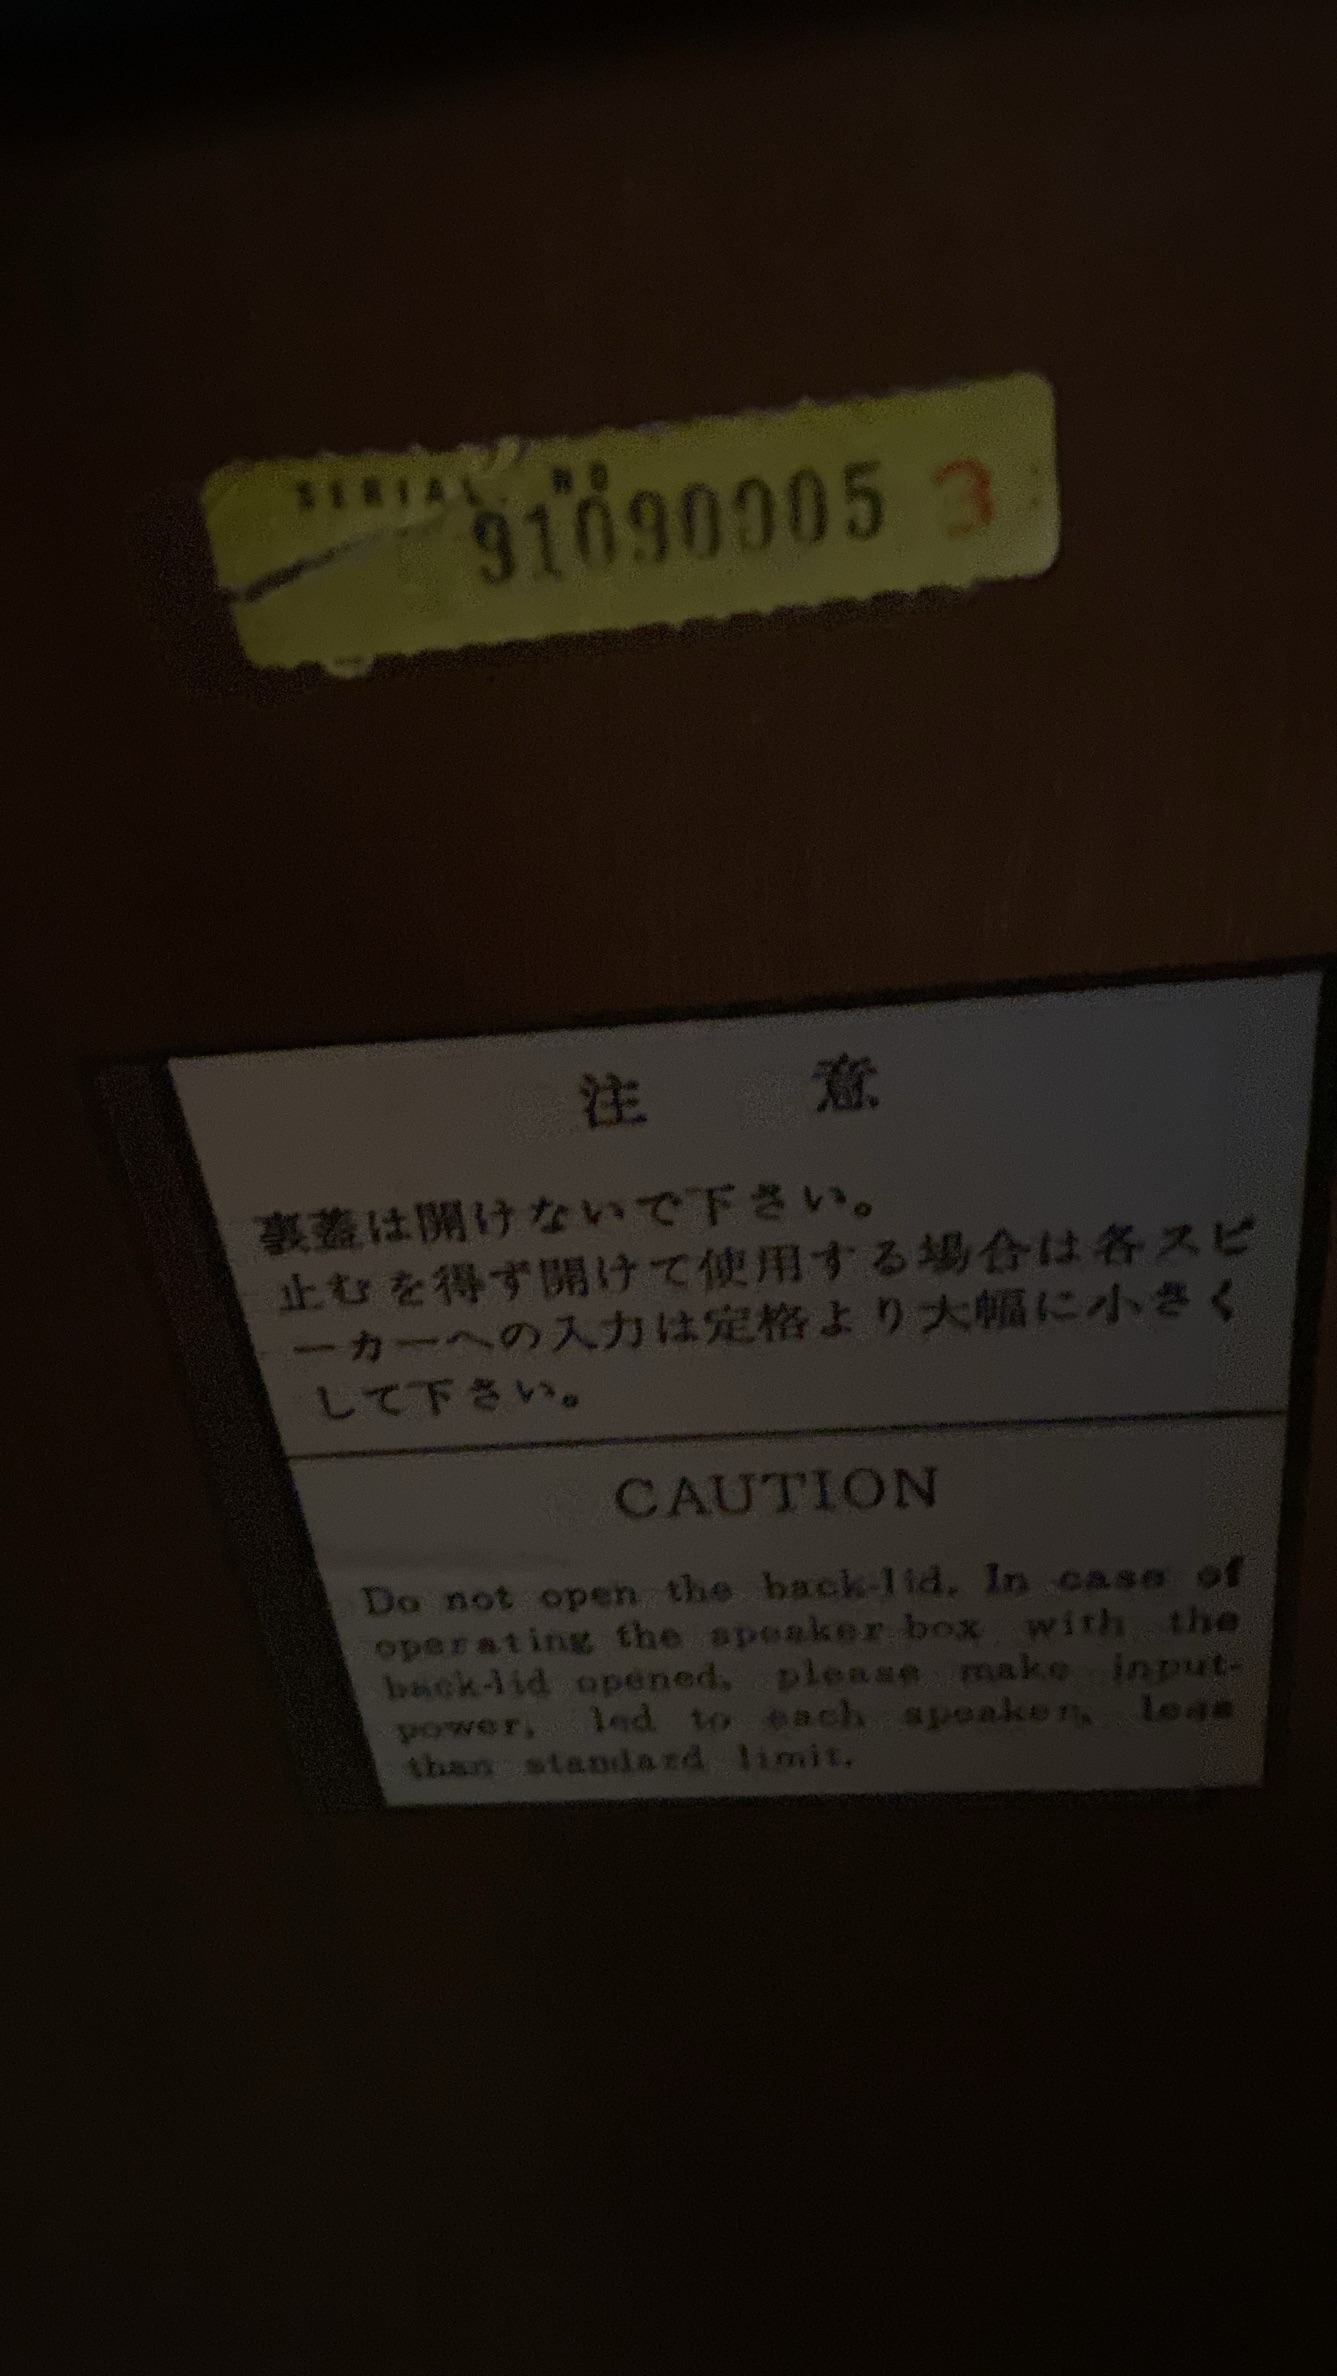 SERIAL. NO
91090005 3
注意
裏蓋は開けないで下さい。
止むを得ず開けて使用する場合は各スピ
ーカーへの入力は定格より大幅に小さく
して下さい。
CAUTION
Do not open the back-lid. In case of
operating the speaker box with the
back-lid opened, please make input-
power, led to each speaker, less
than standard limit.